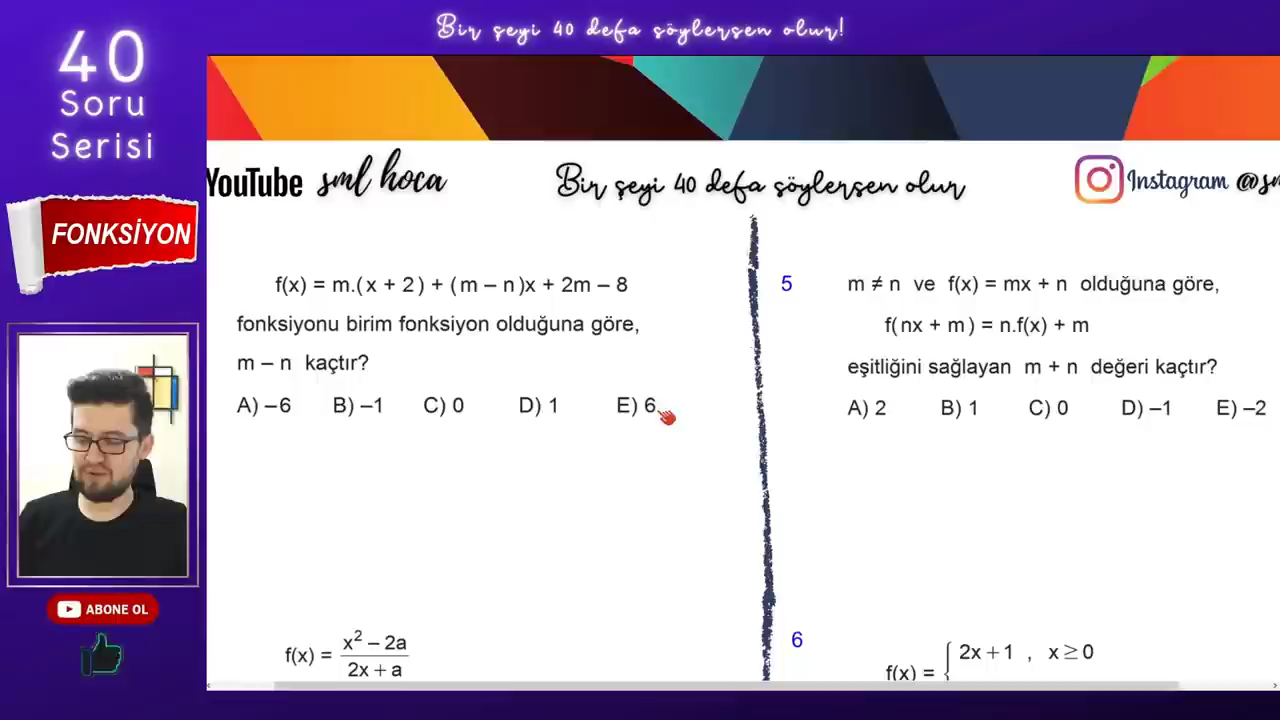 Bir şeyi 40 defa söylersen olur!
40
Soru
Serisi
FONKSİYON
ABONE OL
YouTube sml hoca
Bir şeyi 40 defa söylersen olur
Instagram @sm
f(x) = m.(x + 2) + (m – n)x + 2m – 8
fonksiyonu birim fonksiyon olduğuna göre,
m – n kaçtır?
A) –6 B) –1 C) 0 D) 1 E) 6
f(x) = x² – 2a / 2x + a
5 m ≠ n ve f(x) = mx + n olduğuna göre,
f(nx + m) = n.f(x) + m
eşitliğini sağlayan m + n değeri kaçtır?
A) 2 B) 1 C) 0 D) –1 E) –2
6
f(x) = { 2x + 1 , x ≥ 0